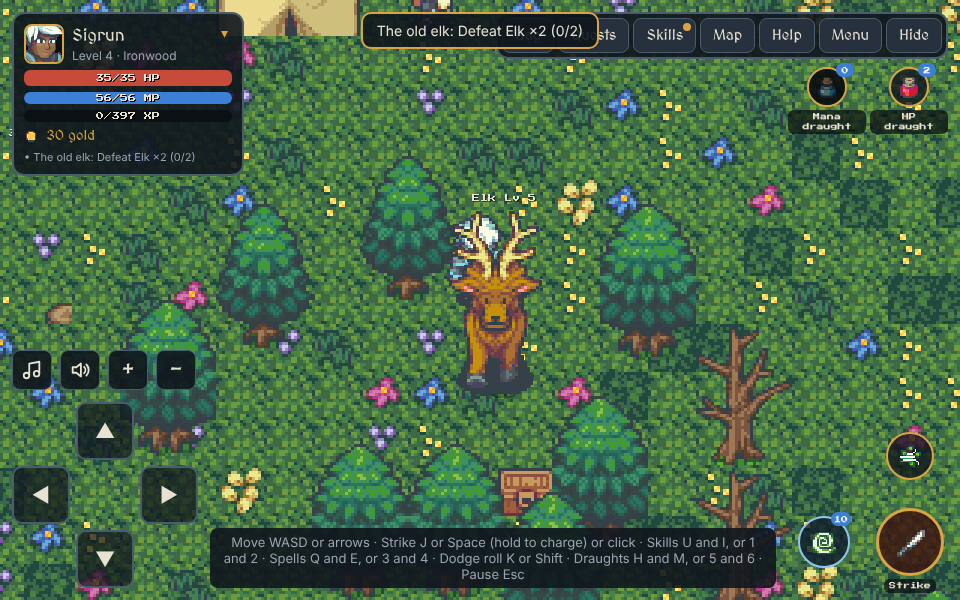 Sigrun
Level 4 · Ironwood
35/35 HP
56/56 MP
0/397 XP
30 gold
• The old elk: Defeat Elk ×2 (0/2)
The old elk: Defeat Elk ×2 (0/2)
Skills
Map
Help
Menu
Hide
0
Mana
draught
2
HP
draught
Elk Lv 5
Move WASD or arrows · Strike J or Space (hold to charge) or click · Skills U and I, or 1
and 2 · Spells Q and E, or 3 and 4 · Dodge roll K or Shift · Draughts H and M, or 5 and 6 ·
Pause Esc
10
Strike